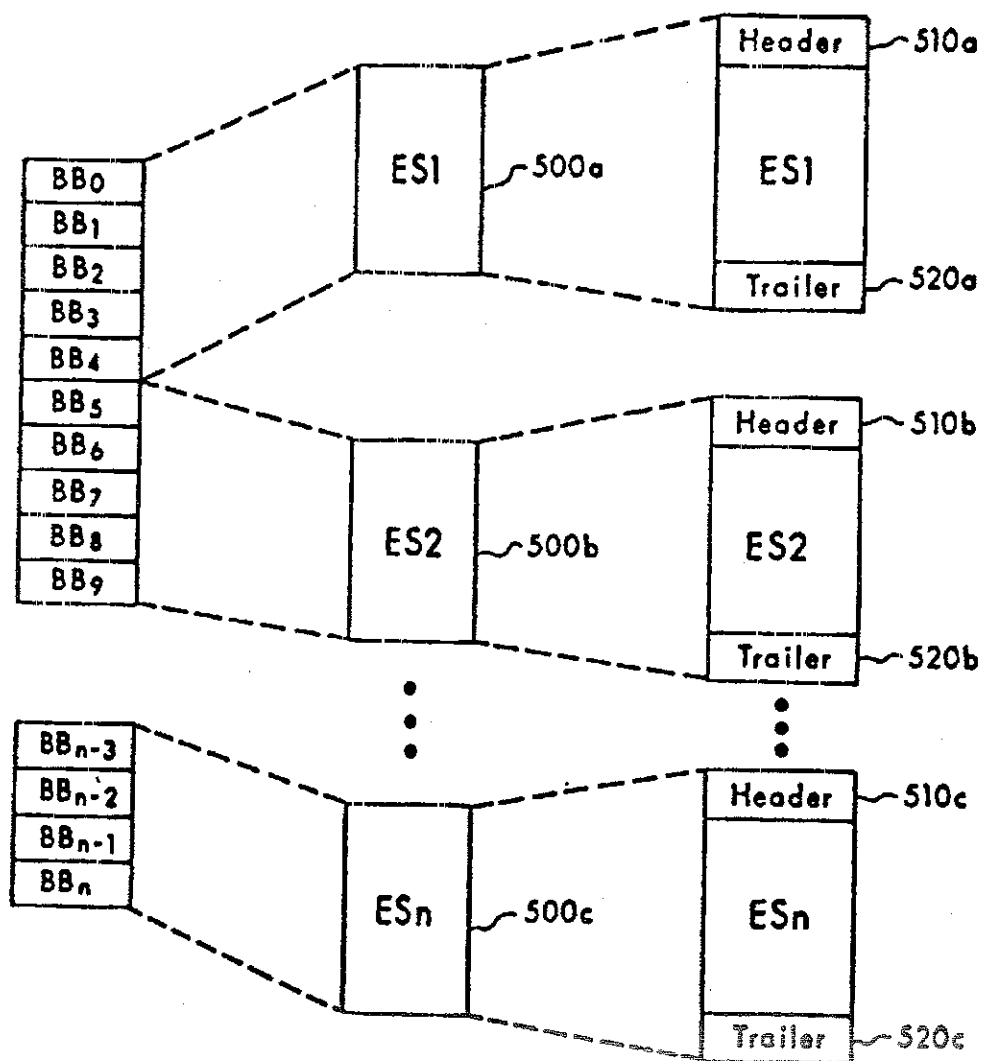 Header 510a
ES1 500a
ES1
Trailer 520a
BB0
BB1
BB2
BB3
BB4
BB5
BB6
BB7
BB8
BB9
Header 510b
ES2 500b
ES2
Trailer 520b
BBn-3
BBn-2
BBn-1
BBn
Header 510c
ESn 500c
ESn
Trailer 520c